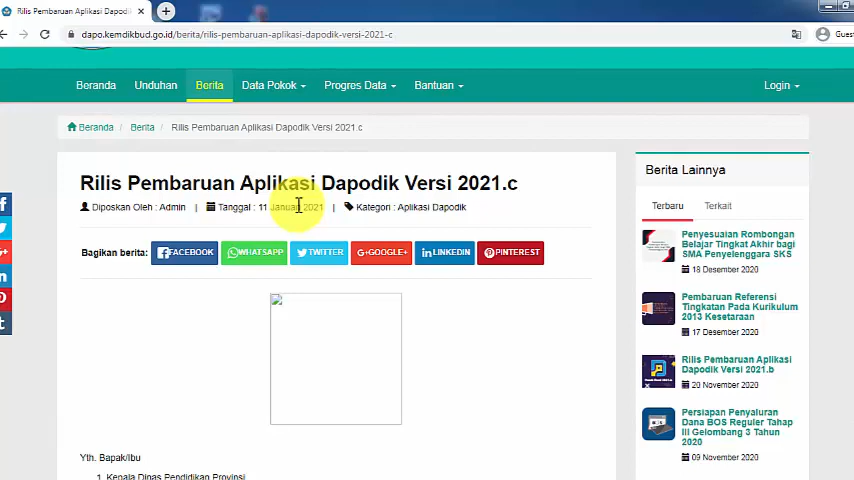 Rilis Pembaruan Aplikasi Dapodi
dapo.kemdikbud.go.id/berita/rilis-pembaruan-aplikasi-dapodik-versi-2021-c
Guest
Beranda Unduhan Berita Data Pokok Progres Data Bantuan Login
Beranda / Berita / Rilis Pembaruan Aplikasi Dapodik Versi 2021.c
Rilis Pembaruan Aplikasi Dapodik Versi 2021.c
Diposkan Oleh : Admin | Tanggal : 11 Januari 2021 | Kategori : Aplikasi Dapodik
Bagikan berita: FACEBOOK WHATSAPP TWITTER GOOGLE+ LINKEDIN PINTEREST
Yth. Bapak/Ibu
1. Kepala Dinas Pendidikan Provinsi
Berita Lainnya
Terbaru Terkait
Penyesuaian Rombongan
Belajar Tingkat Akhir bagi
SMA Penyelenggara SKS
18 Desember 2020
Pembaruan Referensi
Tingkatan Pada Kurikulum
2013 Kesetaraan
17 Desember 2020
Rilis Pembaruan Aplikasi
Dapodik Versi 2021.b
20 November 2020
Persiapan Penyaluran
Dana BOS Reguler Tahap
III Gelombang 3 Tahun
2020
09 November 2020